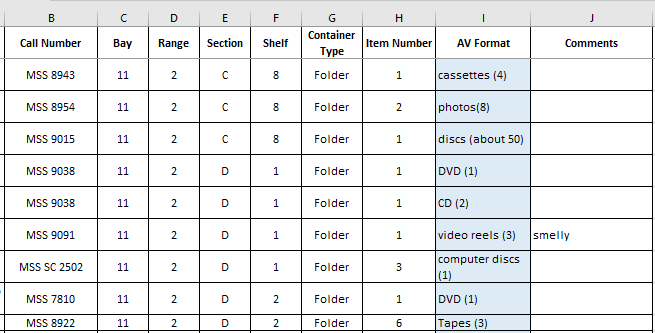 B C D E F G H I J
Call Number Bay Range Section Shelf Container Type Item Number AV Format Comments
MSS 8943 11 2 C 8 Folder 1 cassettes (4)
MSS 8954 11 2 C 8 Folder 2 photos(8)
MSS 9015 11 2 C 8 Folder 1 discs (about 50)
MSS 9038 11 2 D 1 Folder 1 DVD (1)
MSS 9038 11 2 D 1 Folder 1 CD (2)
MSS 9091 11 2 D 1 Folder 1 video reels (3) smelly
MSS SC 2502 11 2 D 1 Folder 3 computer discs (1)
MSS 7810 11 2 D 2 Folder 1 DVD (1)
MSS 8922 11 2 D 2 Folder 6 Tapes (3)